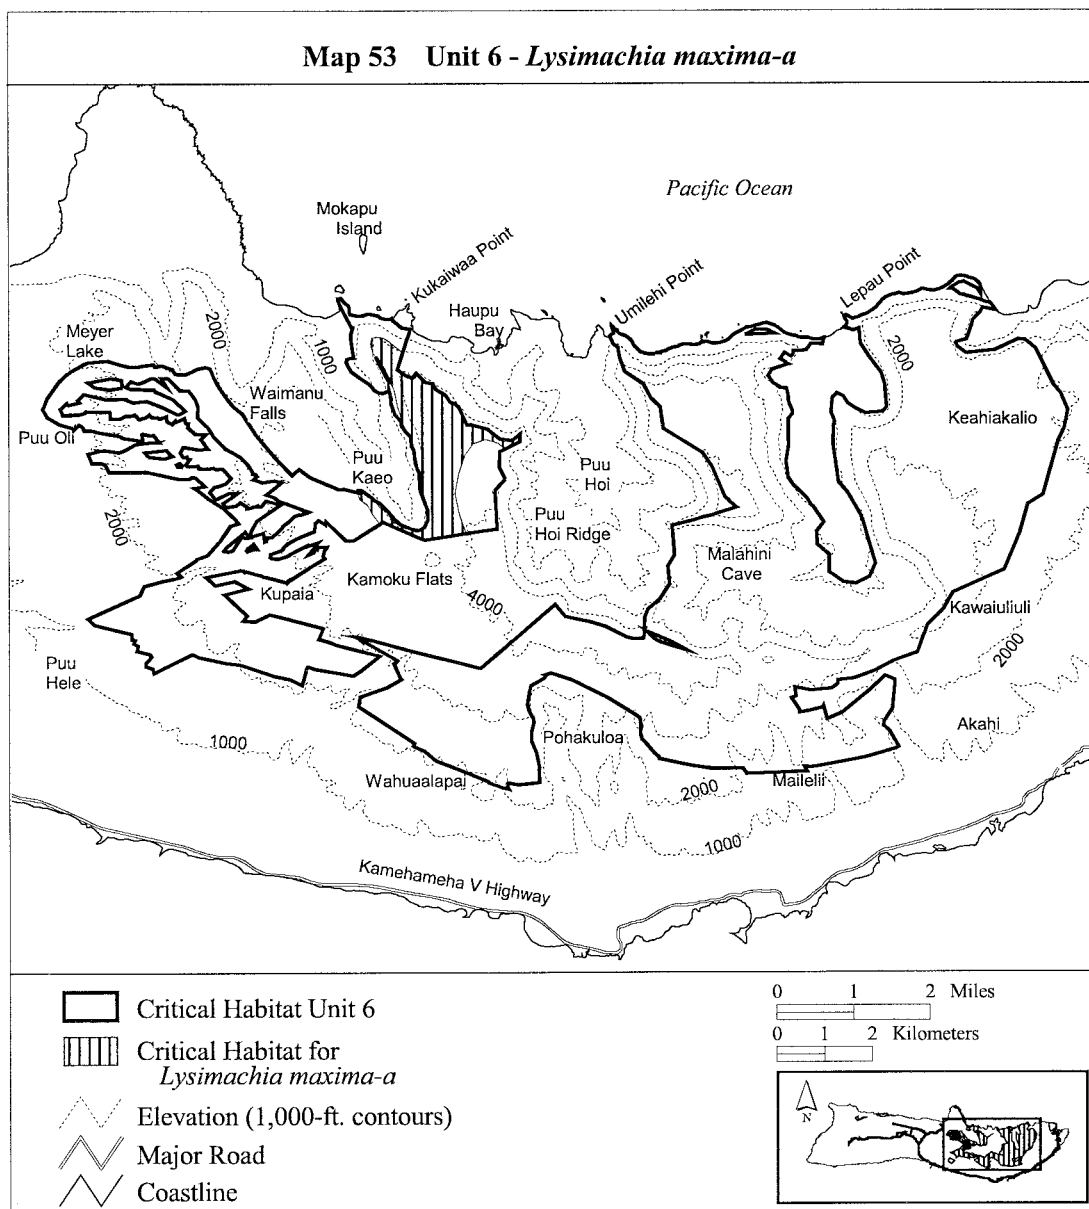 Map 53 Unit 6 - Lysimachia maxima-a
Pacific Ocean
Mokapu
Island
Kukaiwaa Point
Haupu
Bay
Umilehi Point
Lepau Point
Meyer
Lake
2000
1000
2000
Waimanu
Falls
Keahiakalio
Puu Oli
Puu
Kaeo
Puu
Hoi
2000
Puu
Hoi Ridge
Malahini
Cave
Kamoku Flats
Kupaia
4000
Kawaiuliuli
2000
Puu
Hele
Akahi
1000
Pohakuloa
Wahuaalapai
Mailelii
2000
1000
Kamehameha V Highway
Critical Habitat Unit 6
Critical Habitat for
Lysimachia maxima-a
Elevation (1,000-ft. contours)
Major Road
Coastline
0 1 2 Miles
0 1 2 Kilometers
N